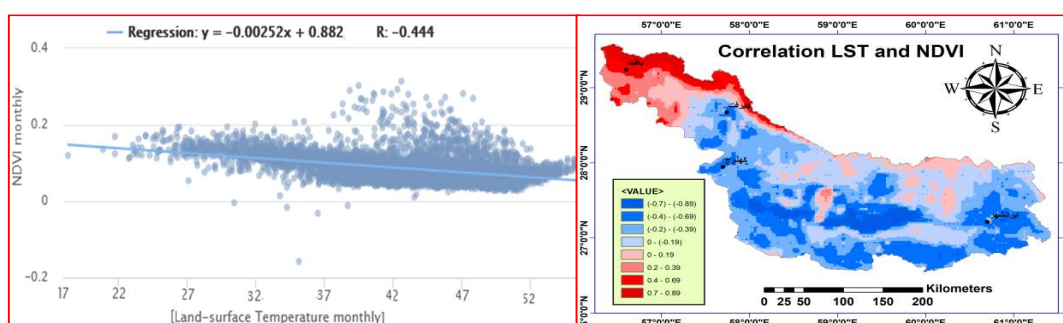 Regression: y = −0.00252x + 0.882 R: -0.444
NDVI monthly
0.4
0.2
0
−0.2
17 22 27 32 37 42 47 52
[Land-surface Temperature monthly]
57°0'0"E 58°0'0"E 59°0'0"E 60°0'0"E 61°0'0"E
Correlation LST and NDVI
N
W E
S
29°0'0"N
28°0'0"N
27°0'0"N
بافت
جیرفت
کهنوج
ایرانشهر
<VALUE>
(-0.7) - (-0.89)
(-0.4) - (-0.69)
(-0.2) - (-0.39)
0 - (-0.19)
0 - 0.19
0.2 - 0.39
0.4 - 0.69
0.7 - 0.89
Kilometers
0 25 50 100 150 200
57°0'0"E 58°0'0"E 59°0'0"E 60°0'0"E 61°0'0"E